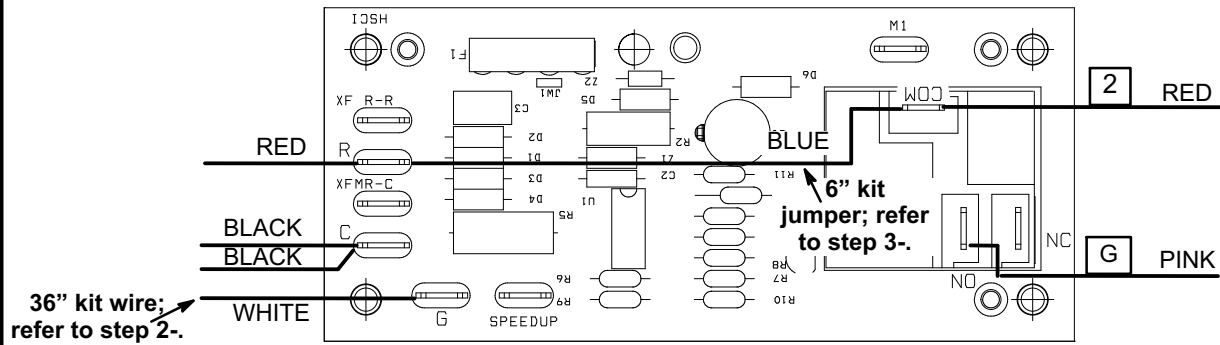 HSCI
M1
F1
Z2
D6
JW1
D5
XF R-R
C3
COM
2
RED
D2
R2
RED
R
D1
Z1
BLUE
XFMR-C
D3
C2
R11
6” kit
jumper; refer
to step 3-.
D4
U1
BLACK
C
R5
BLACK
NC
G
PINK
R8
NO
36” kit wire;
refer to step 2-.
R6
R7
WHITE
G
SPEEDUP
R9
R10